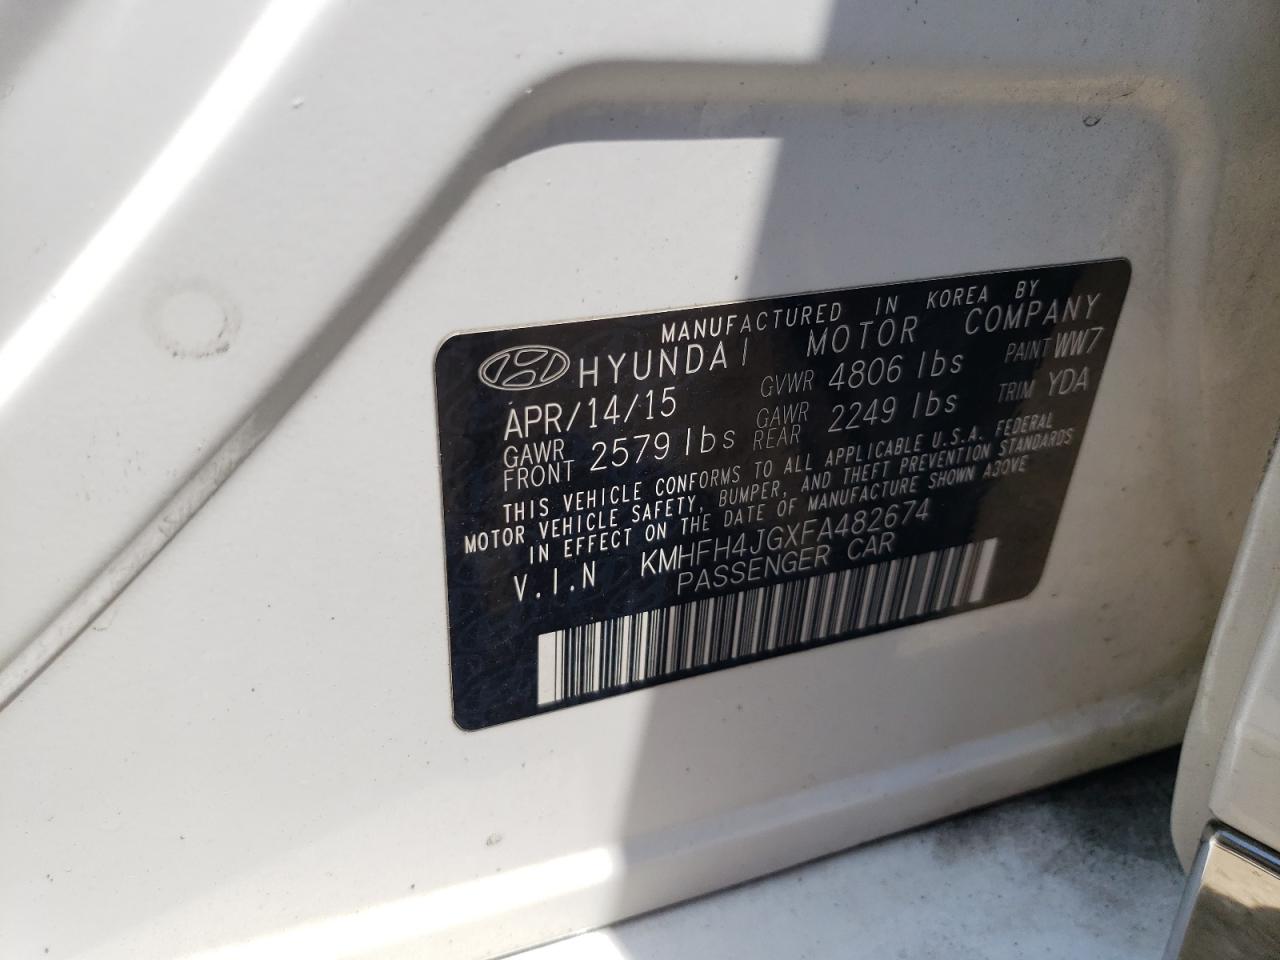 MANUFACTURED IN KOREA BY
HYUNDAI MOTOR COMPANY
APR/14/15 GVWR 4806 lbs PAINT WW7
GAWR FRONT 2579 lbs GAWR REAR 2249 lbs TRIM YDA
THIS VEHICLE CONFORMS TO ALL APPLICABLE U.S.A. FEDERAL
MOTOR VEHICLE SAFETY, BUMPER, AND THEFT PREVENTION STANDARDS
IN EFFECT ON THE DATE OF MANUFACTURE SHOWN ABOVE
V.I.N KMHFH4JGXFA482674
PASSENGER CAR